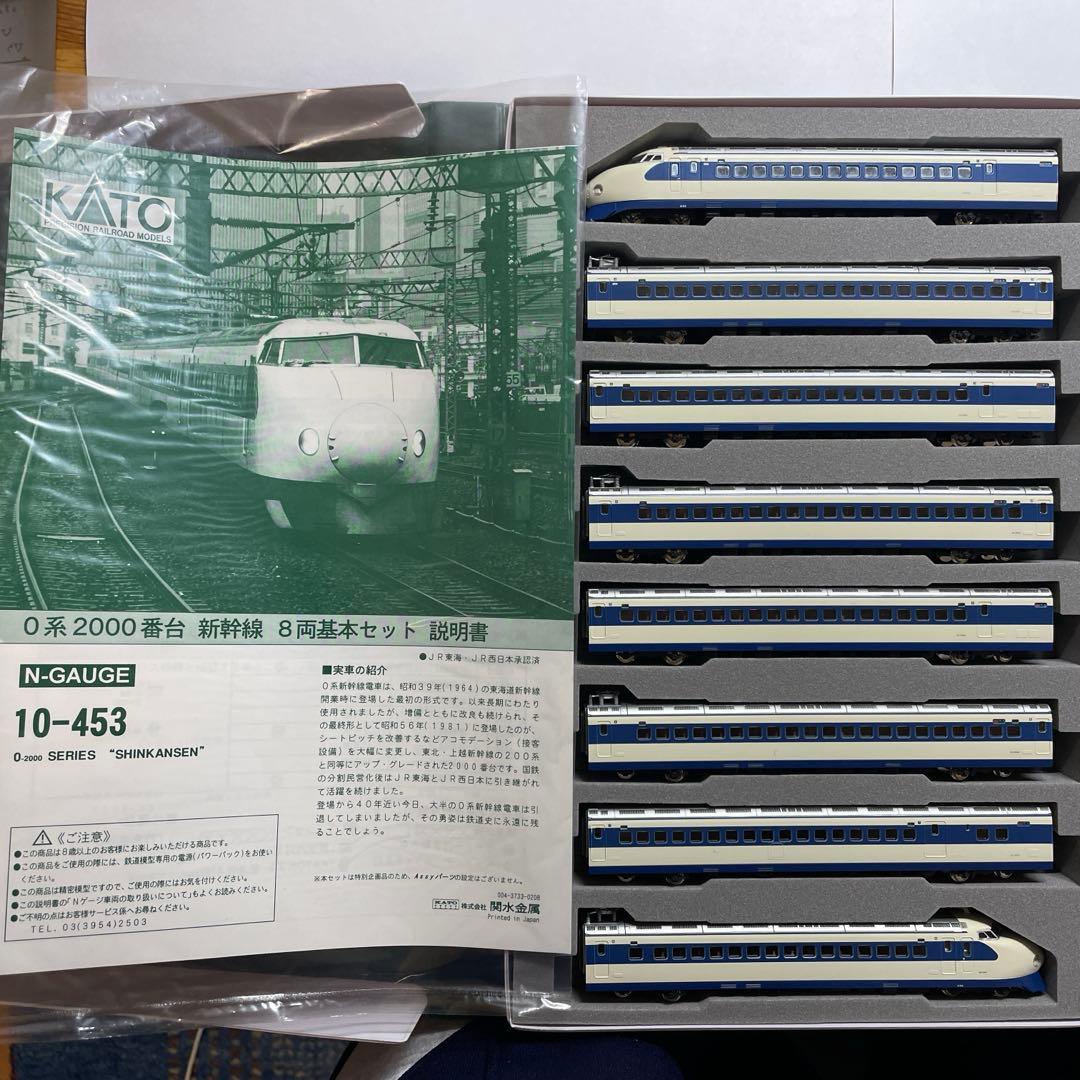 KATO
PRECISION RAILROAD MODELS
0系2000番台 新幹線 8両基本セット 説明書
●JR東海・JR西日本承認済
N-GAUGE
10-453
0-2000 SERIES “SHINKANSEN”
■実車の紹介
0系新幹線電車は、昭和39年(1964)の東海道新幹線
開業時に登場した最初の形式です。以来長期にわたり
使用されましたが、増備とともに改良も続けられ、そ
の最終形として昭和56年(1981)に登場したのが、
シートピッチを改善するなどアコモデーション(接客
設備)を大幅に変更し、東北・上越新幹線の200系
と同等にアップ・グレードされた2000番台です。国鉄
の分割民営化後はJR東海とJR西日本に引き継がれ
て活躍を続けました。
登場から40年近い今日、大半の0系新幹線電車は引
退してしまいましたが、その勇姿は鉄道史に永遠に残
ることでしょう。
※本セットは特別企画品のため、Assyパーツの設定はございません。
⚠《ご注意》
●この商品は8歳以上のお客様にお楽しみいただける商品です。
●この商品をご使用の際には、鉄道模型専用の電源(パワーパック)をお使い
ください。
●この商品は精密模型ですので、ご使用の際にはお気を付けください。
●この説明書の「Nゲージ車両の取り扱いについて」もよくお読みください。
●ご不明の点はお客様サービス係へお尋ねください。
TEL. 03(3954)2503
004-3733-0208
KATO 株式会社 関水金属
Printed in Japan